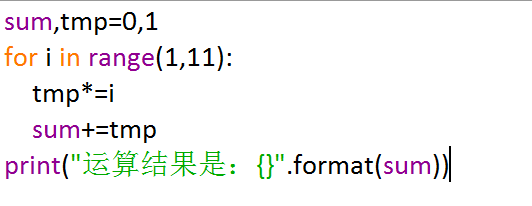 sum,tmp=0,1
for i in range(1,11):
    tmp*=i
    sum+=tmp
print("运算结果是：{}".format(sum))